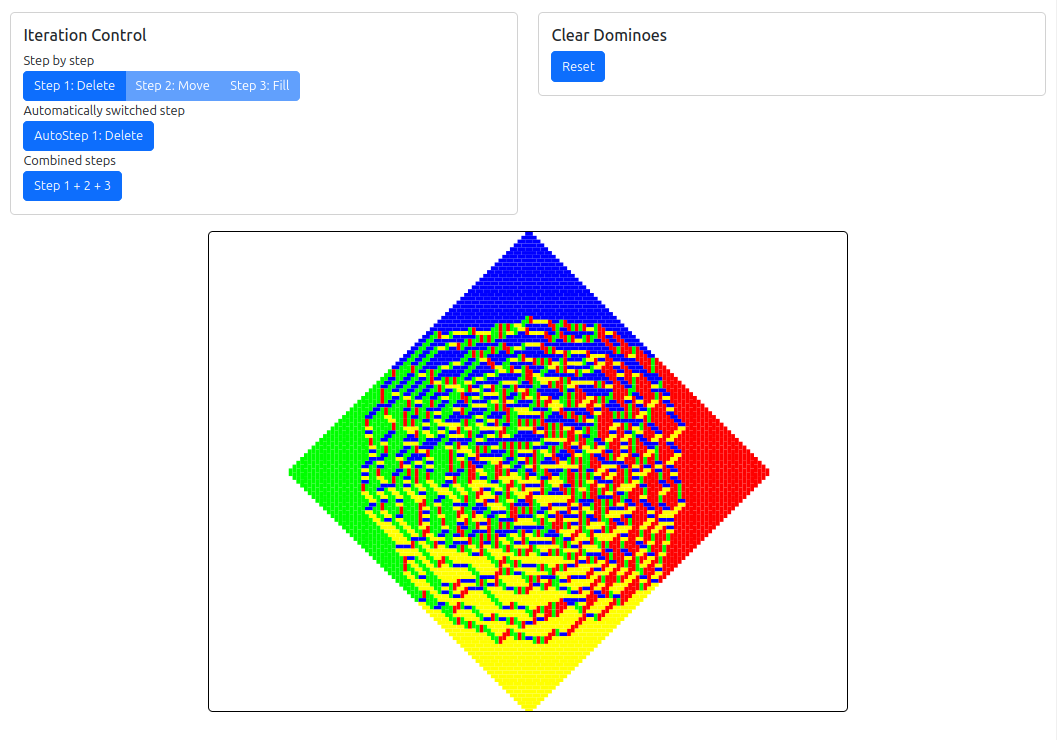 Iteration Control
Step by step
Step 1: Delete Step 2: Move Step 3: Fill
Automatically switched step
AutoStep 1: Delete
Combined steps
Step 1 + 2 + 3
Clear Dominoes
Reset